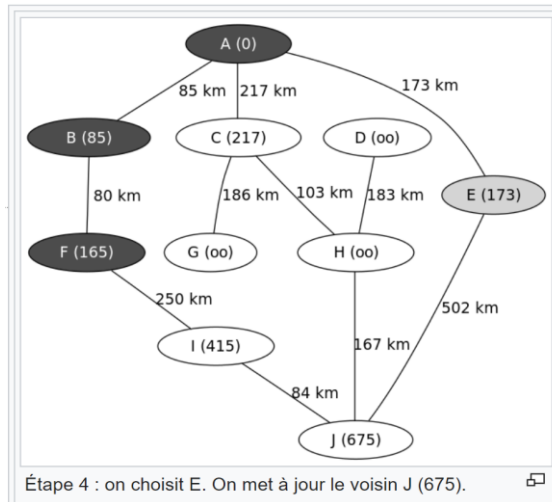 A (0)
85 km
217 km
173 km
B (85)
C (217)
D (oo)
80 km
186 km
103 km
183 km
E (173)
F (165)
G (oo)
H (oo)
250 km
502 km
I (415)
167 km
84 km
J (675)
Étape 4 : on choisit E. On met à jour le voisin J (675).